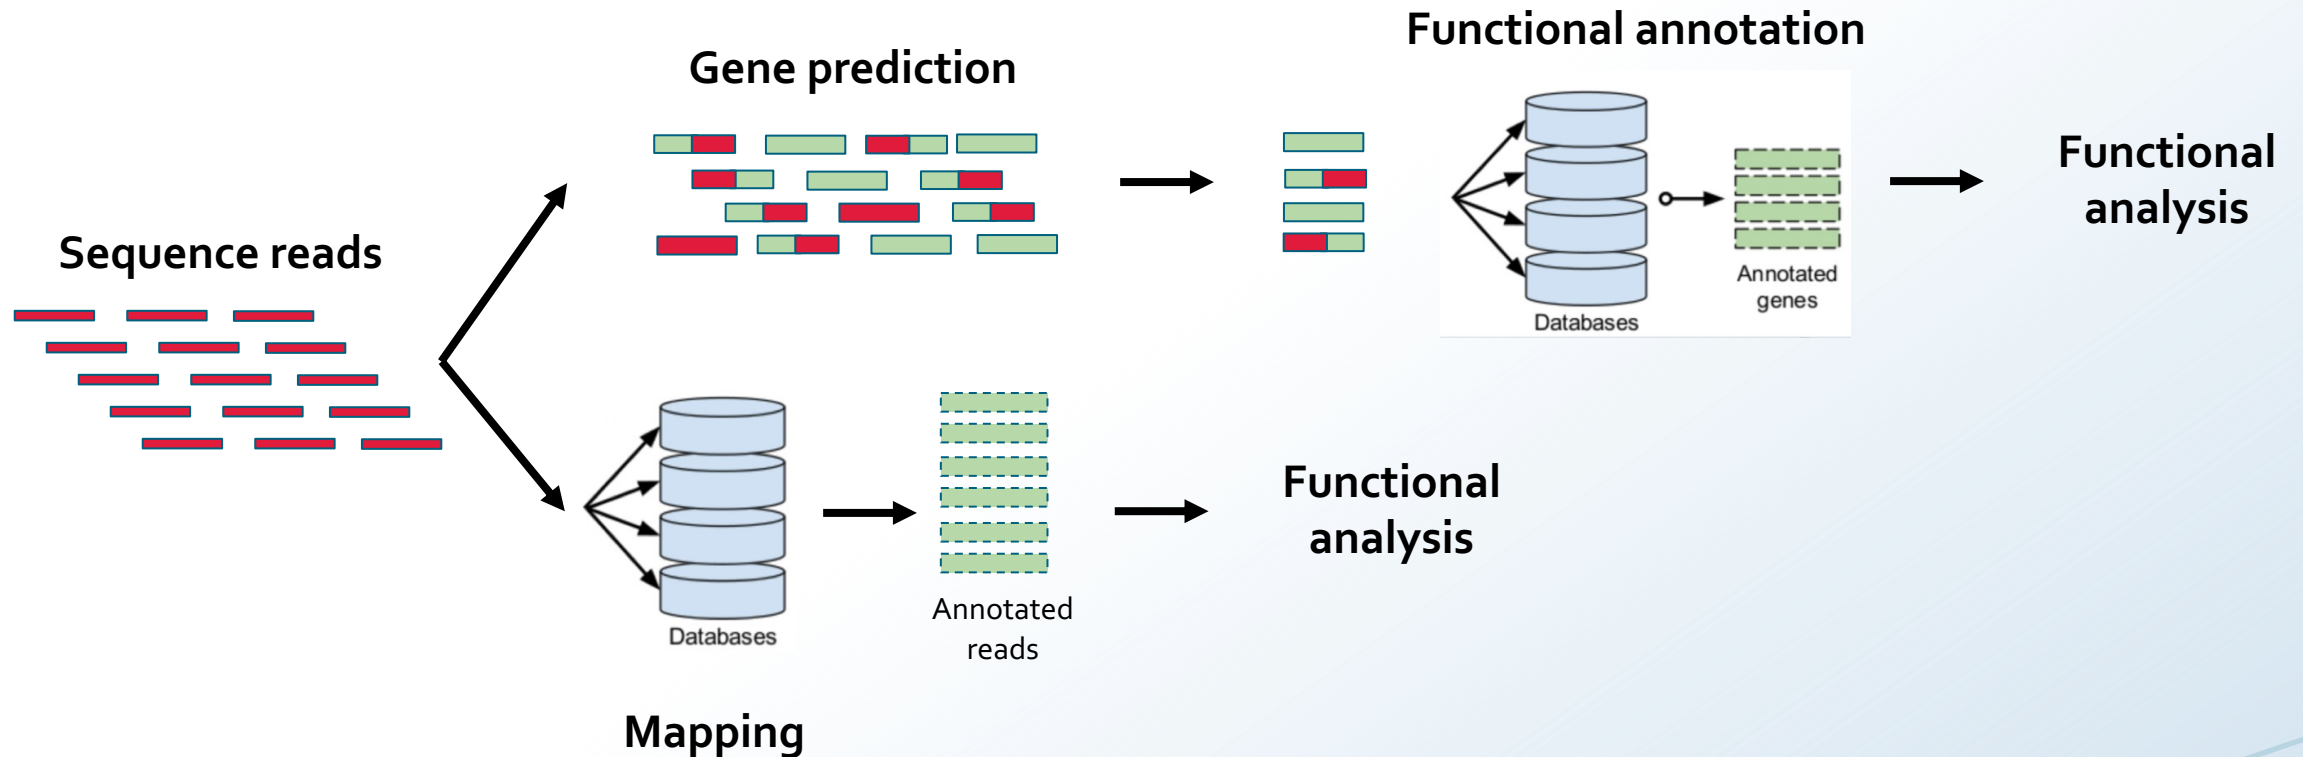 Functional annotation
Gene prediction
Functional
analysis
Sequence reads
Annotated
genes
Databases
Functional
analysis
Annotated
reads
Databases
Mapping